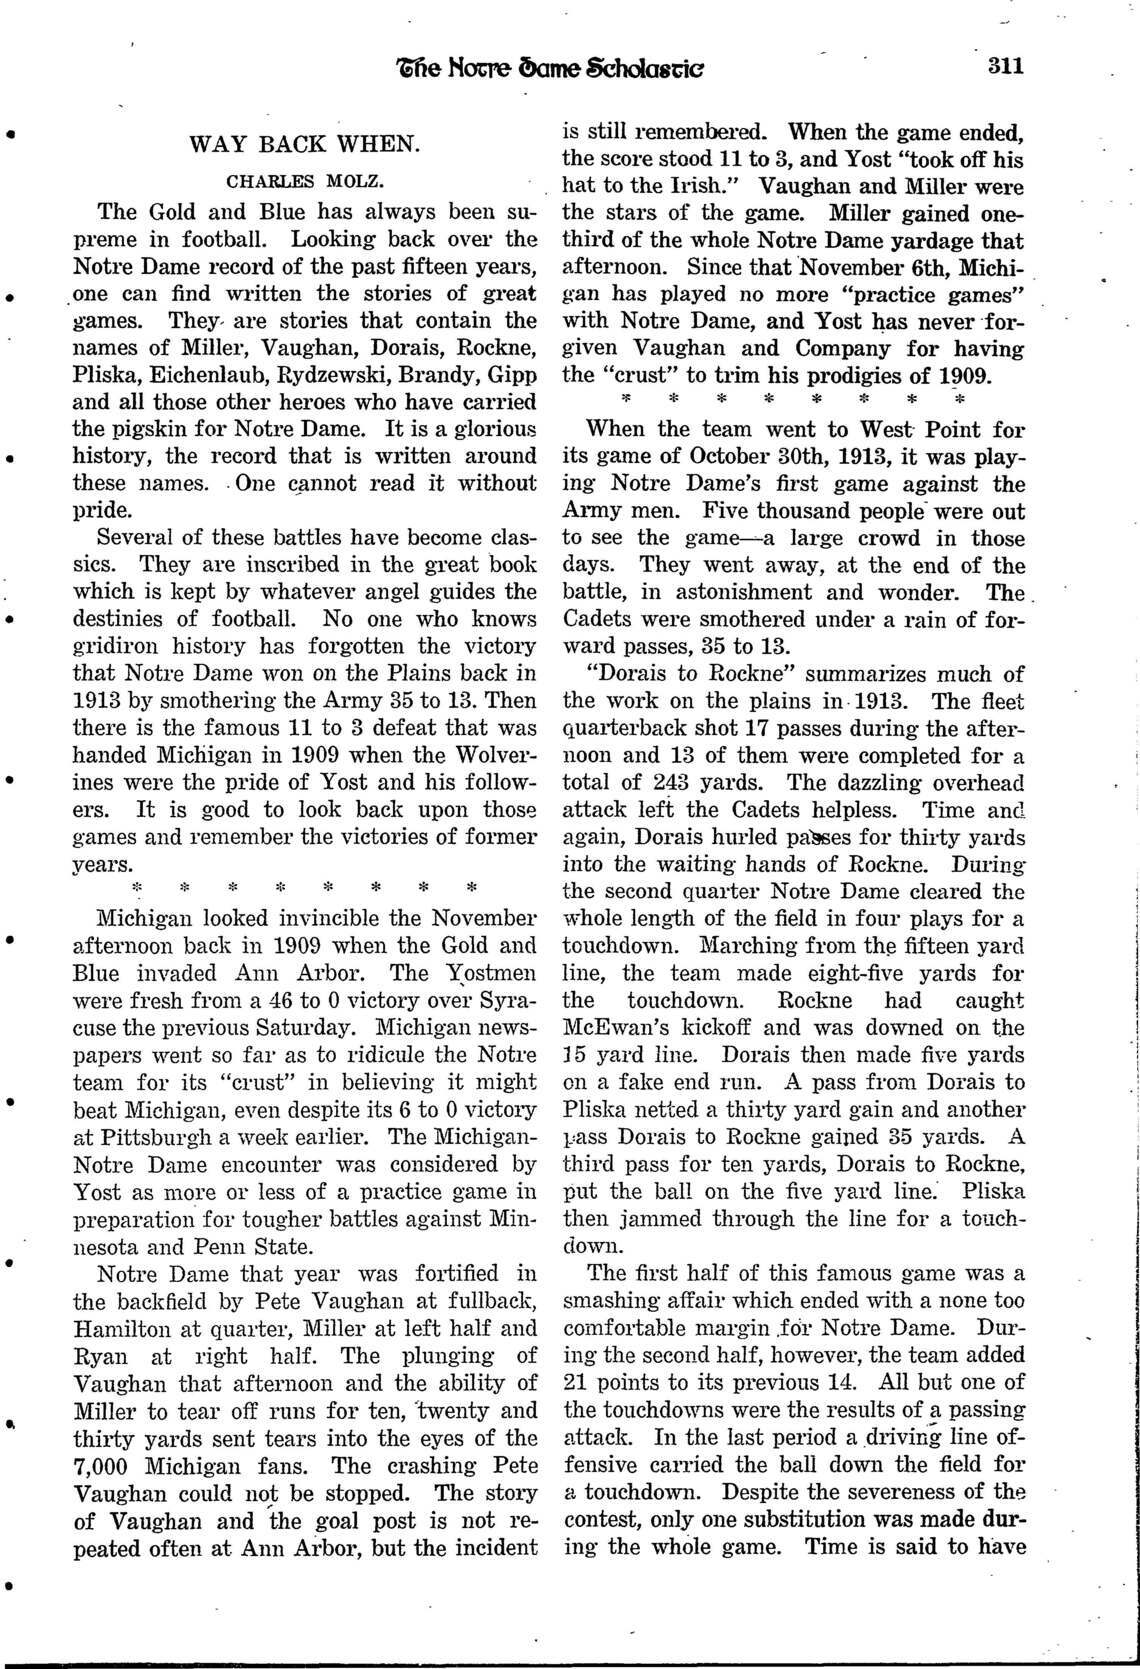 The Notre Dame Scholastic
311
WAY BACK WHEN.
CHARLES MOLZ.
The Gold and Blue has always been su-
preme in football. Looking back over the
Notre Dame record of the past fifteen years,
one can find written the stories of great
games. They are stories that contain the
names of Miller, Vaughan, Dorais, Rockne,
Pliska, Eichenlaub, Rydzewski, Brandy, Gipp
and all those other heroes who have carried
the pigskin for Notre Dame. It is a glorious
history, the record that is written around
these names. One cannot read it without
pride.
Several of these battles have become clas-
sics. They are inscribed in the great book
which is kept by whatever angel guides the
destinies of football. No one who knows
gridiron history has forgotten the victory
that Notre Dame won on the Plains back in
1913 by smothering the Army 35 to 13. Then
there is the famous 11 to 3 defeat that was
handed Michigan in 1909 when the Wolver-
ines were the pride of Yost and his follow-
ers. It is good to look back upon those
games and remember the victories of former
years.
* * * * * * * *
Michigan looked invincible the November
afternoon back in 1909 when the Gold and
Blue invaded Ann Arbor. The Yostmen
were fresh from a 46 to 0 victory over Syra-
cuse the previous Saturday. Michigan news-
papers went so far as to ridicule the Notre
team for its "crust" in believing it might
beat Michigan, even despite its 6 to 0 victory
at Pittsburgh a week earlier. The Michigan-
Notre Dame encounter was considered by
Yost as more or less of a practice game in
preparation for tougher battles against Min-
nesota and Penn State.
Notre Dame that year was fortified in
the backfield by Pete Vaughan at fullback,
Hamilton at quarter, Miller at left half and
Ryan at right half. The plunging of
Vaughan that afternoon and the ability of
Miller to tear off runs for ten, twenty and
thirty yards sent tears into the eyes of the
7,000 Michigan fans. The crashing Pete
Vaughan could not be stopped. The story
of Vaughan and the goal post is not re-
peated often at Ann Arbor, but the incident
is still remembered. When the game ended,
the score stood 11 to 3, and Yost "took off his
hat to the Irish." Vaughan and Miller were
the stars of the game. Miller gained one-
third of the whole Notre Dame yardage that
afternoon. Since that November 6th, Michi-
gan has played no more "practice games"
with Notre Dame, and Yost has never for-
given Vaughan and Company for having
the "crust" to trim his prodigies of 1909.
* * * * * * * *
When the team went to West Point for
its game of October 30th, 1913, it was play-
ing Notre Dame's first game against the
Army men. Five thousand people were out
to see the game—a large crowd in those
days. They went away, at the end of the
battle, in astonishment and wonder. The
Cadets were smothered under a rain of for-
ward passes, 35 to 13.
"Dorais to Rockne" summarizes much of
the work on the plains in 1913. The fleet
quarterback shot 17 passes during the after-
noon and 13 of them were completed for a
total of 243 yards. The dazzling overhead
attack left the Cadets helpless. Time and
again, Dorais hurled passes for thirty yards
into the waiting hands of Rockne. During
the second quarter Notre Dame cleared the
whole length of the field in four plays for a
touchdown. Marching from the fifteen yard
line, the team made eight-five yards for
the touchdown. Rockne had caught
McEwan's kickoff and was downed on the
15 yard line. Dorais then made five yards
on a fake end run. A pass from Dorais to
Pliska netted a thirty yard gain and another
pass Dorais to Rockne gained 35 yards. A
third pass for ten yards, Dorais to Rockne,
put the ball on the five yard line. Pliska
then jammed through the line for a touch-
down.
The first half of this famous game was a
smashing affair which ended with a none too
comfortable margin for Notre Dame. Dur-
ing the second half, however, the team added
21 points to its previous 14. All but one of
the touchdowns were the results of a passing
attack. In the last period a driving line of-
fensive carried the ball down the field for
a touchdown. Despite the severeness of the
contest, only one substitution was made dur-
ing the whole game. Time is said to have